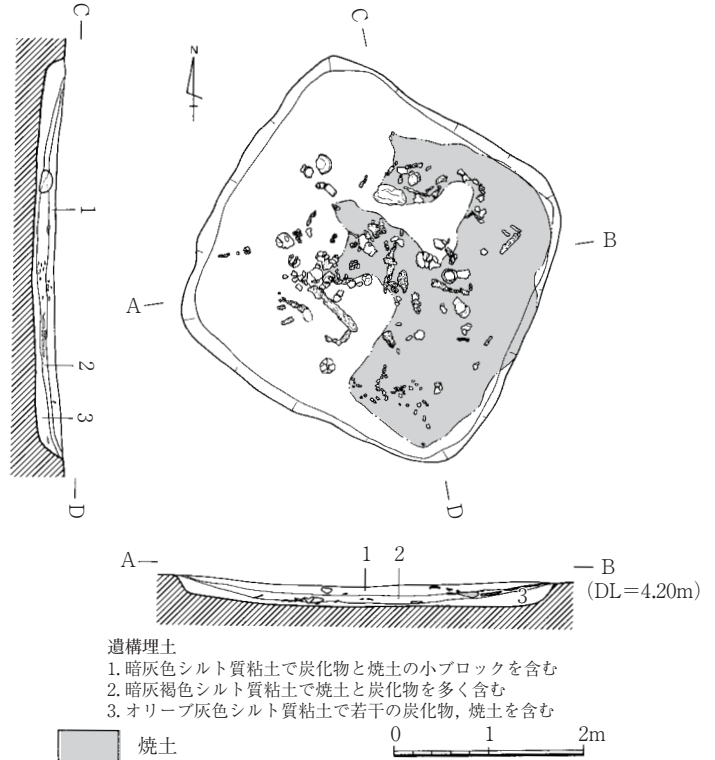 C
N
C
1
B
A
2
3
D
D
A 1 2 B
3 (DL=4.20m)
遺構埋土
1. 暗灰色シルト質粘土で炭化物と焼土の小ブロックを含む
2. 暗灰褐色シルト質粘土で焼土と炭化物を多く含む
3. オリーブ灰色シルト質粘土で若干の炭化物, 焼土を含む
焼土
0 1 2m